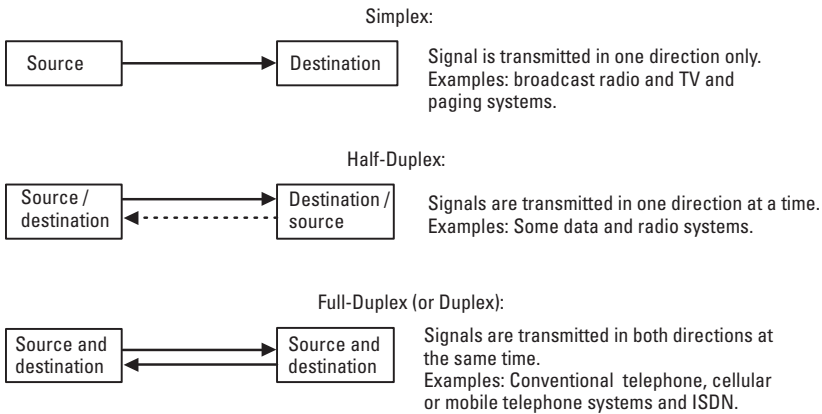 Simplex:
Source
Destination
Signal is transmitted in one direction only.
Examples: broadcast radio and TV and
paging systems.
Half-Duplex:
Source /
destination
Destination /
source
Signals are transmitted in one direction at a time.
Examples: Some data and radio systems.
Full-Duplex (or Duplex):
Source and
destination
Source and
destination
Signals are transmitted in both directions at
the same time.
Examples: Conventional telephone, cellular
or mobile telephone systems and ISDN.